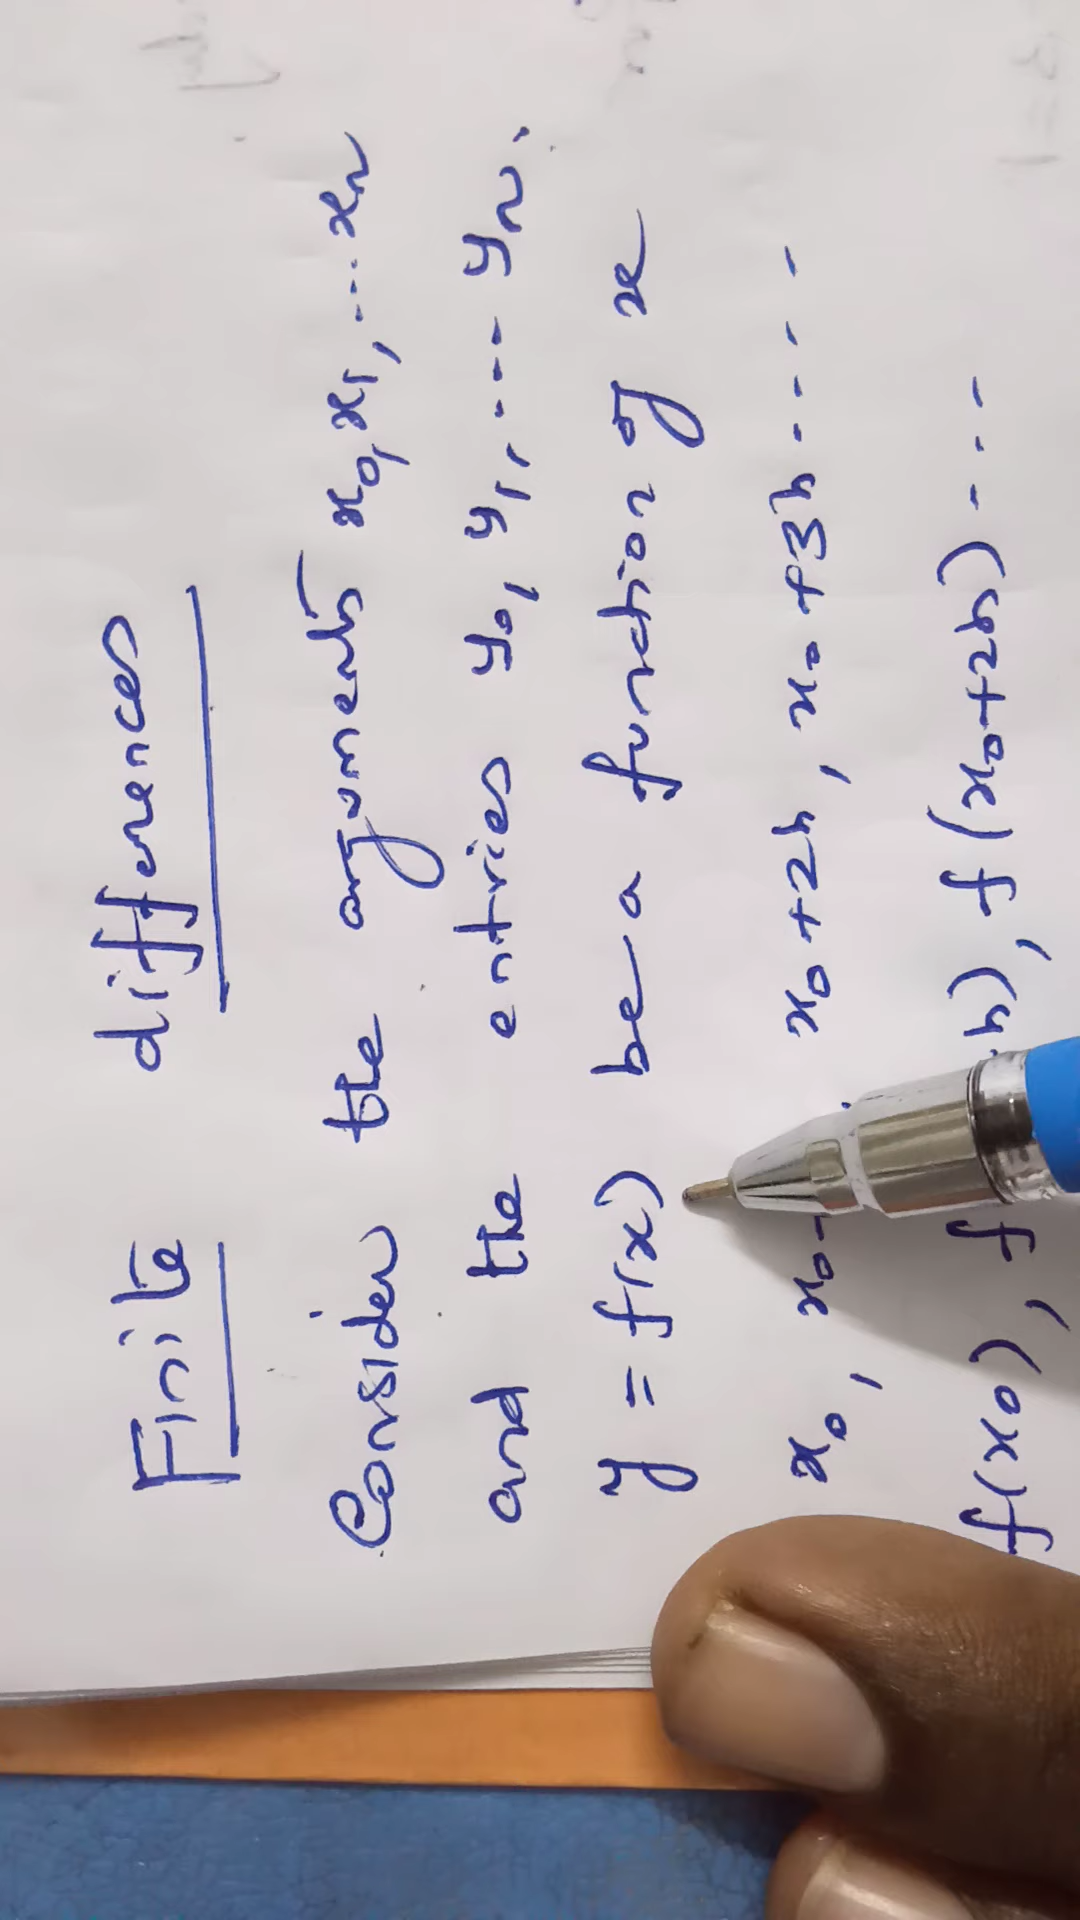 Finite differences
Consider the arguments x₀, x₁, ... xₙ
and the entries y₀, y₁, --- yₙ.
y = f(x) be a function of x
x₀, x₀ x₀+2h, x₀+3h -----
f(x₀), f h), f(x₀+2h) ---